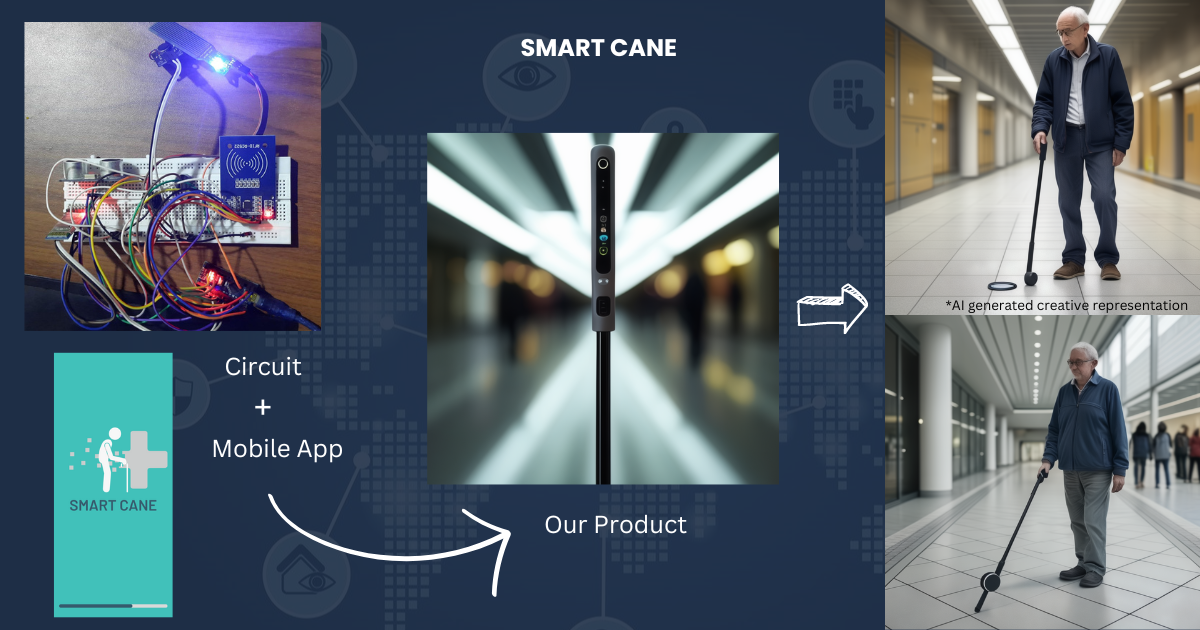 SMART CANE
Circuit
+
Mobile App
SMART CANE
Our Product
*AI generated creative representation